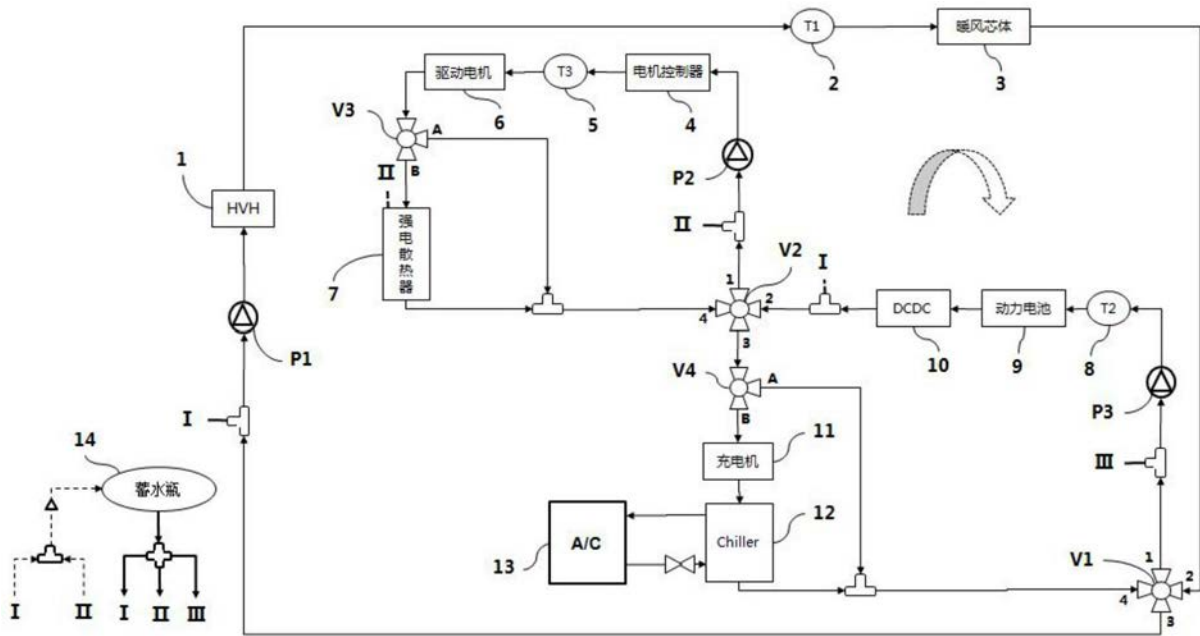 T1
暖风芯体
2
3
驱动电机
T3
电机控制器
6
5
4
V3
A
B
II
1
HVH
P2
II
强电散热器
7
V2
1
2
3
4
I
DCDC
动力电池
T2
10
9
8
P1
V4
A
B
P3
I
充电机
11
III
14
蓄水瓶
A/C
13
Chiller
12
V1
1
2
3
4
I
II
I
II
III